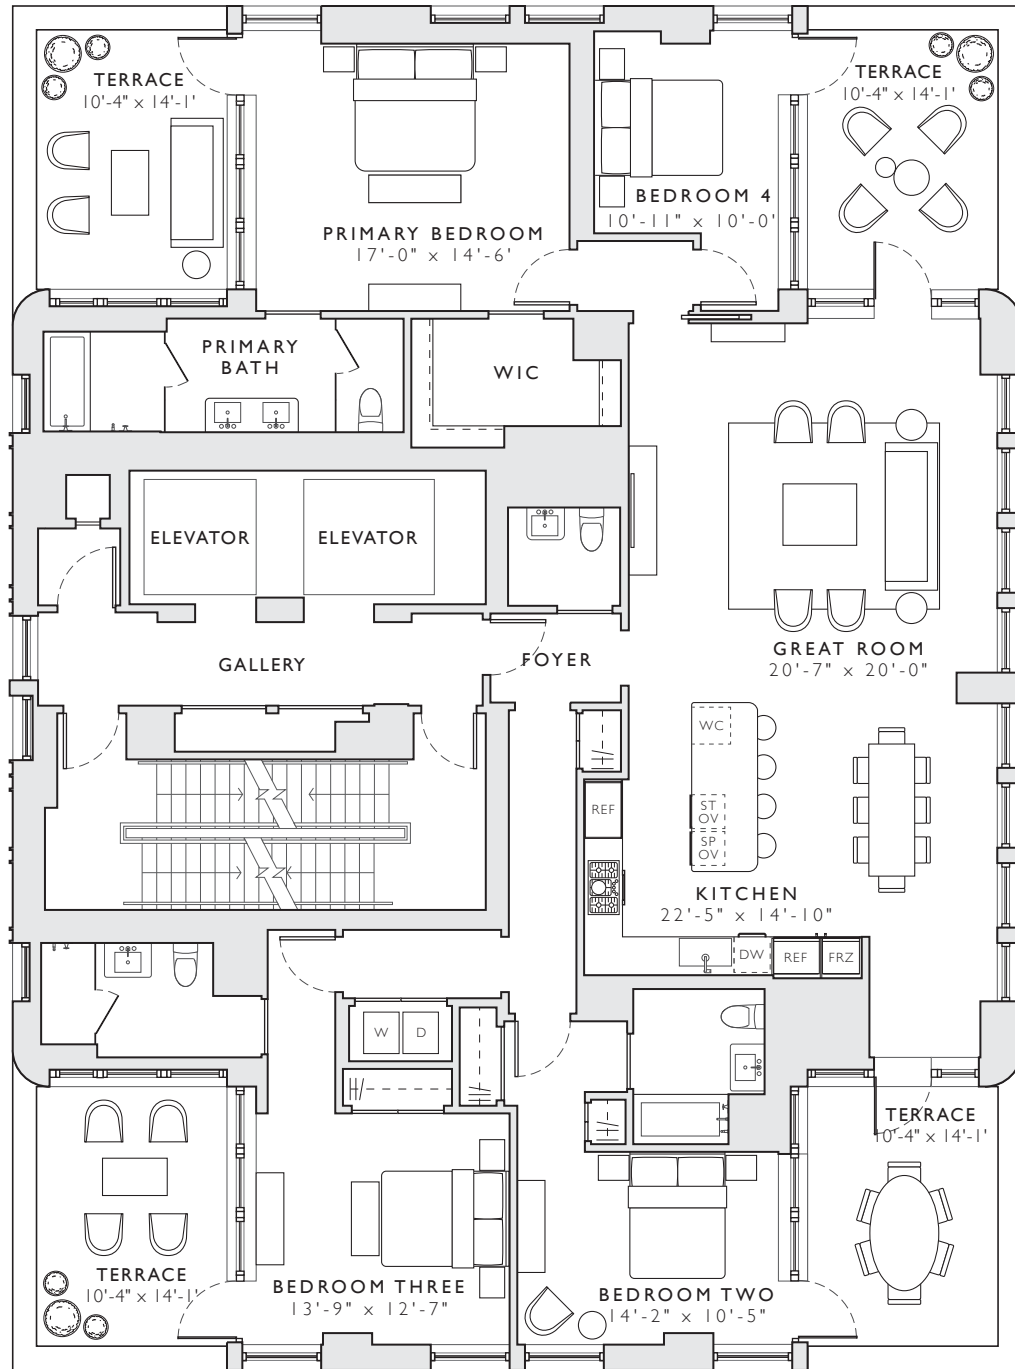 TERRACE
10'-4" x 14'-1'
TERRACE
10'-4" x 14'-1'
BEDROOM 4
10'-11" x 10'-0'
PRIMARY BEDROOM
17'-0" x 14'-6'
PRIMARY
BATH
WIC
ELEVATOR
ELEVATOR
GALLERY
FOYER
GREAT ROOM
20'-7" x 20'-0"
WC
REF
ST
OV
SP
OV
KITCHEN
22'-5" x 14'-10"
DW
REF
FRZ
W
D
TERRACE
10'-4" x 14'-1'
TERRACE
10'-4" x 14'-1'
BEDROOM THREE
13'-9" x 12'-7"
BEDROOM TWO
14'-2" x 10'-5"